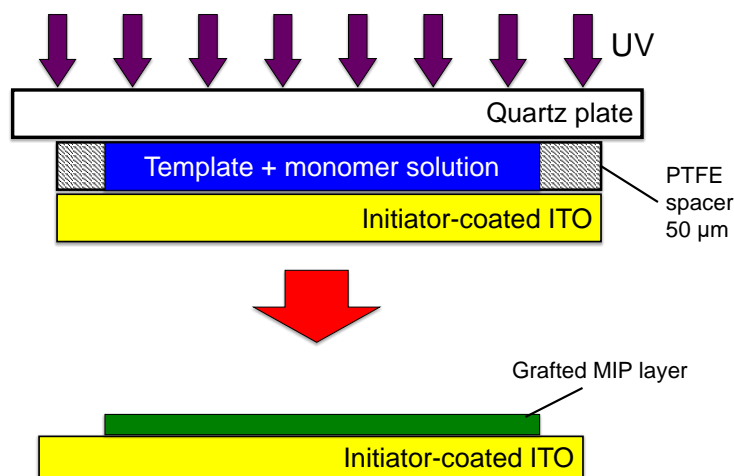 UV
Quartz plate
Template + monomer solution
PTFE
spacer
50 µm
Initiator-coated ITO
Grafted MIP layer
Initiator-coated ITO